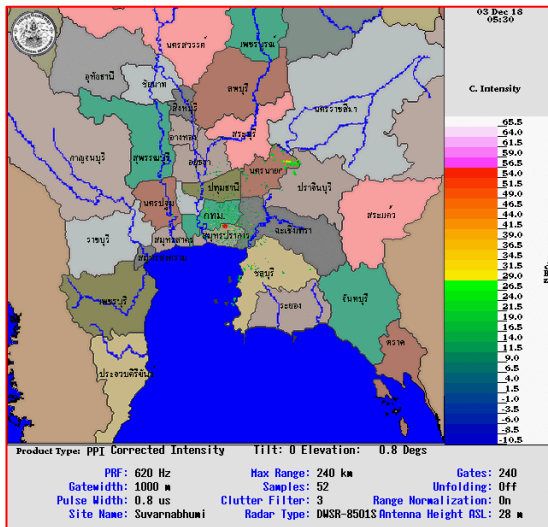 03 Dec 18
05:30
C. Intensity
เพชรบูรณ์
นครสวรรค์
อุทัยธานี
ชัยนาท
ลพบุรี
สิงหบุรี
นครราชสีมา
อ่างทอง
สระบุรี
กาญจนบุรี
สุพรรณบุรี
อยุธยา
นครนายก
ปทุมธานี
ปราจีนบุรี
นครปฐม
กทม.
สระแก้ว
ฉะเชิงเทรา
ราชบุรี
สมุทรสาคร
สมุทรปราการ
ชลบุรี
เพชรบุรี
ระยอง
จันทบุรี
ตราด
ประจวบคีรีขันธ์
65.5
64.0
61.5
59.0
56.5
54.0
51.5
49.0
46.5
44.0
41.5
39.0
36.5
34.0
31.5
29.0
26.5
24.0
21.5
19.0
16.5
14.0
11.5
9.0
6.5
4.0
1.5
-1.0
-3.5
-6.0
-8.5
-10.5
Product Type: PPI Corrected Intensity Tilt: 0 Elevation: 0.8 Degs
PRF: 620 Hz Max Range: 240 km Gates: 240
Gatewidth: 1000 m Samples: 52 Unfolding: Off
Pulse Width: 0.8 us Clutter Filter: 3 Range Normalization: On
Site Name: Suvarnabhumi Radar Type: DWSR-8501S Antenna Height ASL: 28 m